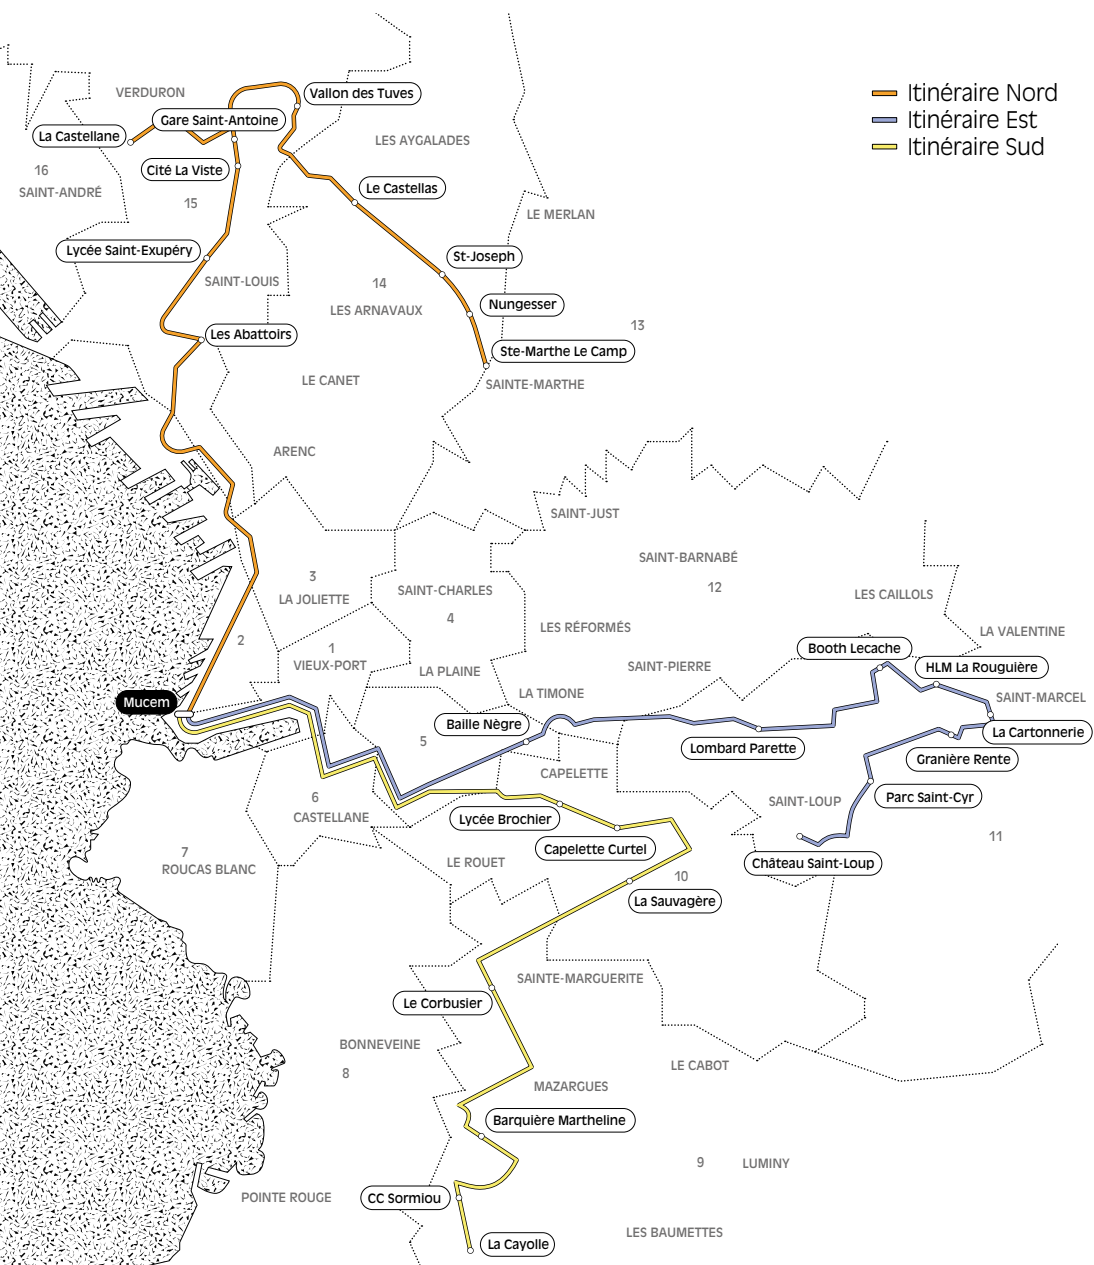 Itinéraire Nord
Itinéraire Est
Itinéraire Sud
VERDURON
Vallon des Tuves
Gare Saint-Antoine
La Castellane
LES AYGALADES
16
Cité La Viste
SAINT-ANDRÉ
Le Castellas
15
LE MERLAN
Lycée Saint-Exupéry
St-Joseph
SAINT-LOUIS
14
Nungesser
LES ARNAVAUX
13
Les Abattoirs
Ste-Marthe Le Camp
LE CANET
SAINTE-MARTHE
ARENC
SAINT-JUST
SAINT-BARNABÉ
3
12
SAINT-CHARLES
LES CAILLOLS
LA JOLIETTE
4
LES RÉFORMÉS
LA VALENTINE
2
1
Booth Lecache
VIEUX-PORT
SAINT-PIERRE
HLM La Rouguière
LA PLAINE
LA TIMONE
SAINT-MARCEL
Mucem
Baille Nègre
La Cartonnerie
5
Lombard Parette
Granière Rente
CAPELETTE
6
Parc Saint-Cyr
SAINT-LOUP
CASTELLANE
Lycée Brochier
11
Capelette Curtel
7
LE ROUET
Château Saint-Loup
ROUCAS BLANC
10
La Sauvagère
SAINTE-MARGUERITE
Le Corbusier
BONNEVEINE
LE CABOT
8
MAZARGUES
Barquière Martheline
9
LUMINY
POINTE ROUGE
CC Sormiou
LES BAUMETTES
La Cayolle